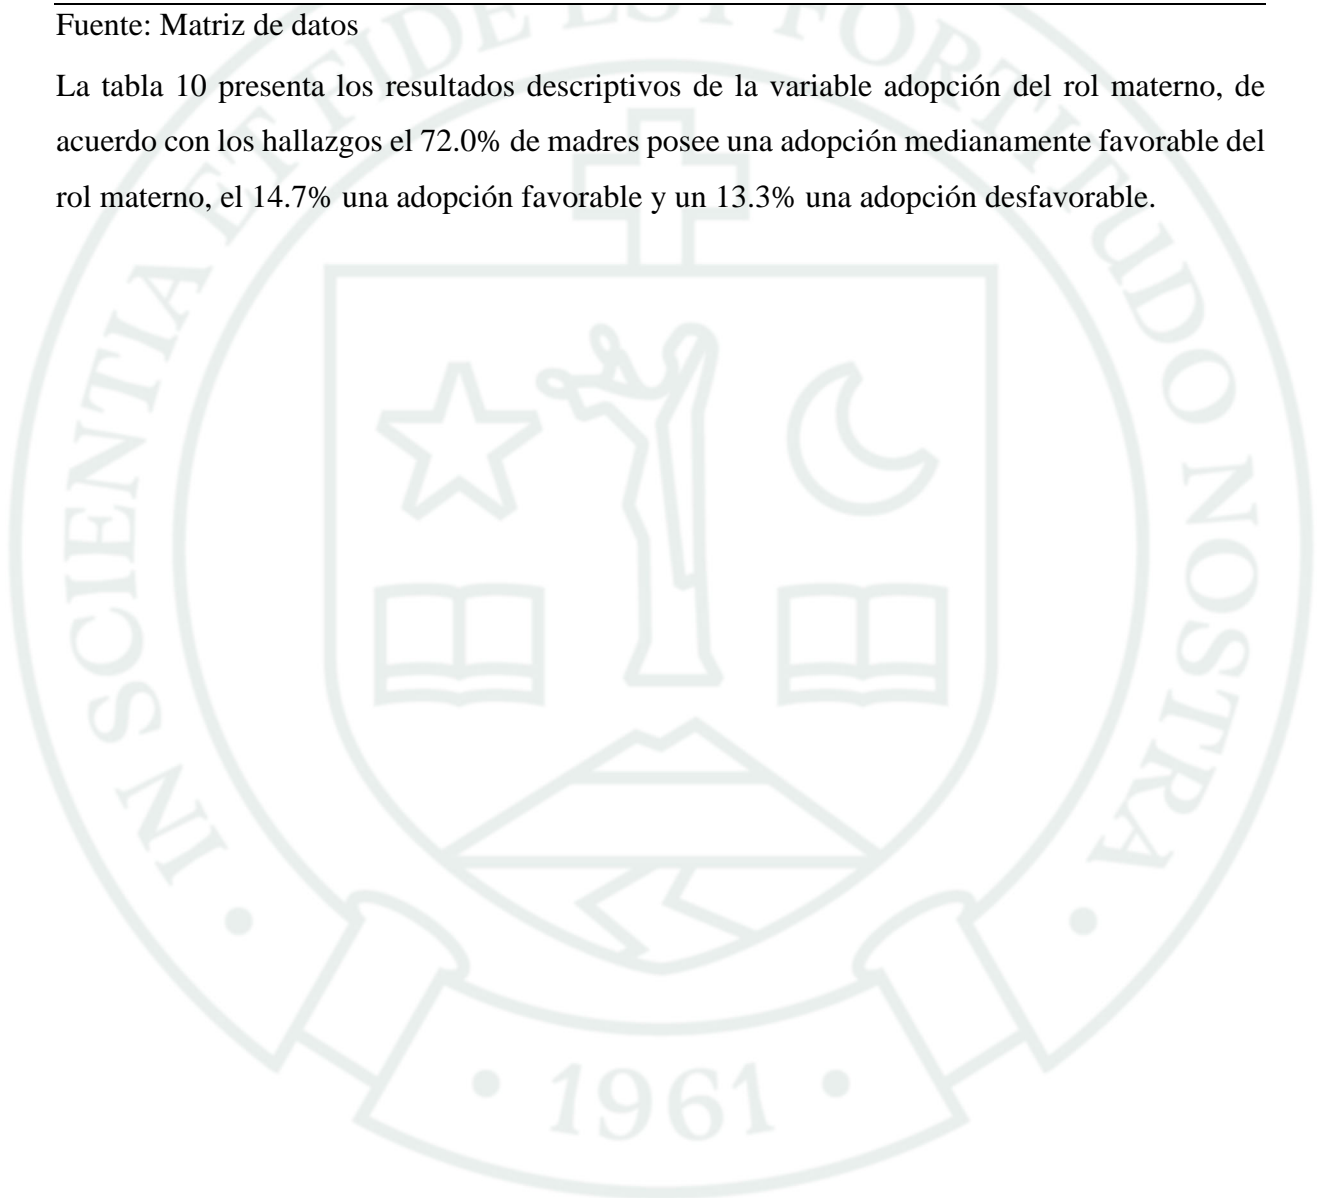 Fuente: Matriz de datos
La tabla 10 presenta los resultados descriptivos de la variable adopción del rol materno, de
acuerdo con los hallazgos el 72.0% de madres posee una adopción medianamente favorable del
rol materno, el 14.7% una adopción favorable y un 13.3% una adopción desfavorable.
IN SCIENTIA ET FIDE EST FORTITUDO NOSTRA
• 1961 •